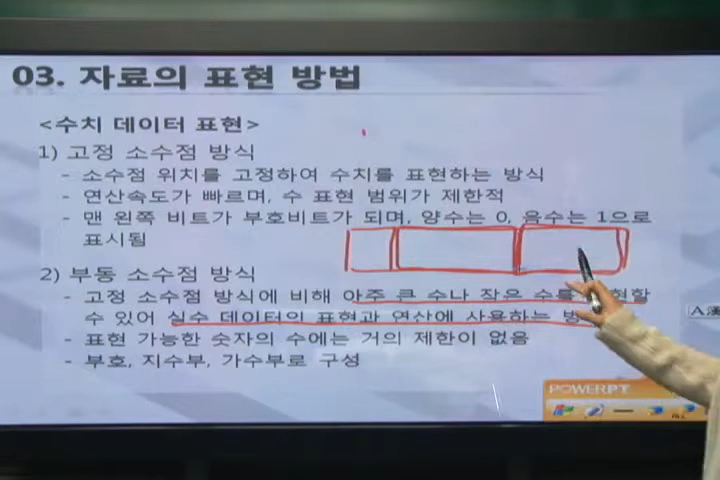 03. 자료의 표현 방법
<수치 데이터 표현>
1) 고정 소수점 방식
- 소수점 위치를 고정하여 수치를 표현하는 방식
- 연산속도가 빠르며, 수 표현 범위가 제한적
- 맨 왼쪽 비트가 부호비트가 되며, 양수는 0, 음수는 1으로
표시됨
2) 부동 소수점 방식
- 고정 소수점 방식에 비해 아주 큰 수나 작은 수를 현할
수 있어 실수 데이터의 표현과 연산에 사용하는
- 표현 가능한 숫자의 수에는 거의 제한이 없음
- 부호, 지수부, 가수부로 구성
POWERPT
A漢